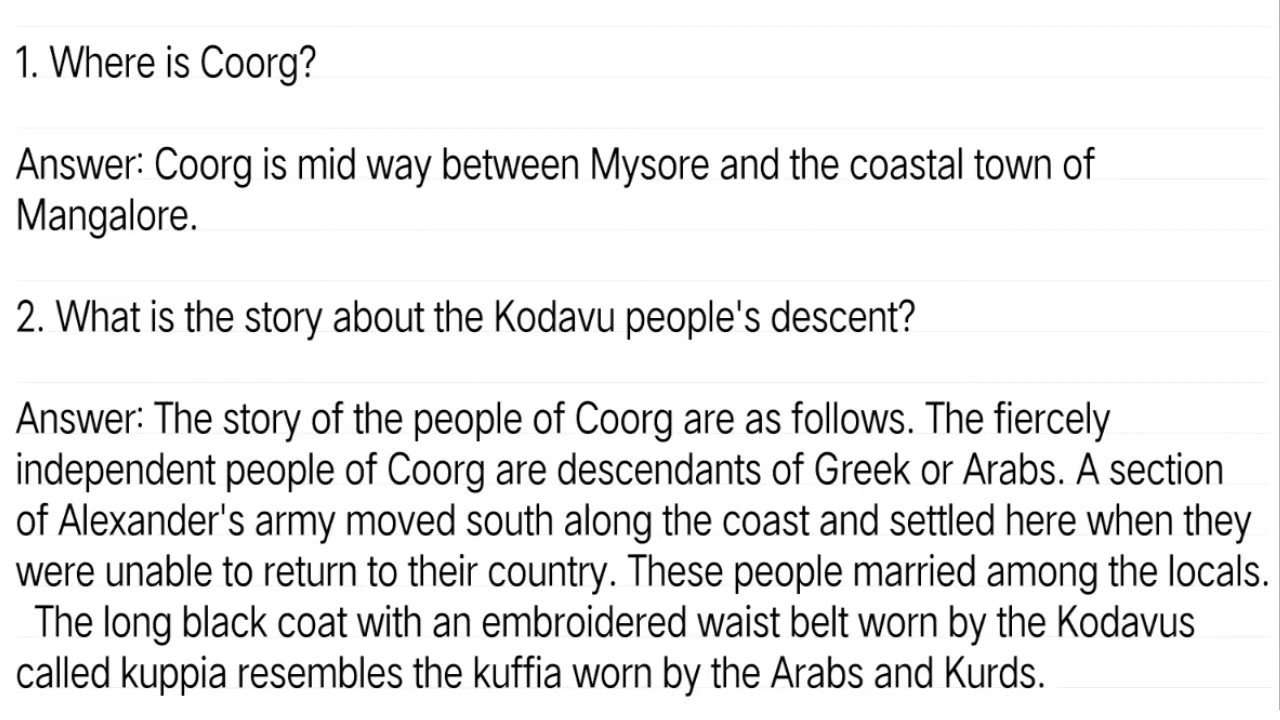 1. Where is Coorg?
Answer: Coorg is mid way between Mysore and the coastal town of
Mangalore.
2. What is the story about the Kodavu people's descent?
Answer: The story of the people of Coorg are as follows. The fiercely
independent people of Coorg are descendants of Greek or Arabs. A section
of Alexander's army moved south along the coast and settled here when they
were unable to return to their country. These people married among the locals.
The long black coat with an embroidered waist belt worn by the Kodavus
called kuppia resembles the kuffia worn by the Arabs and Kurds.